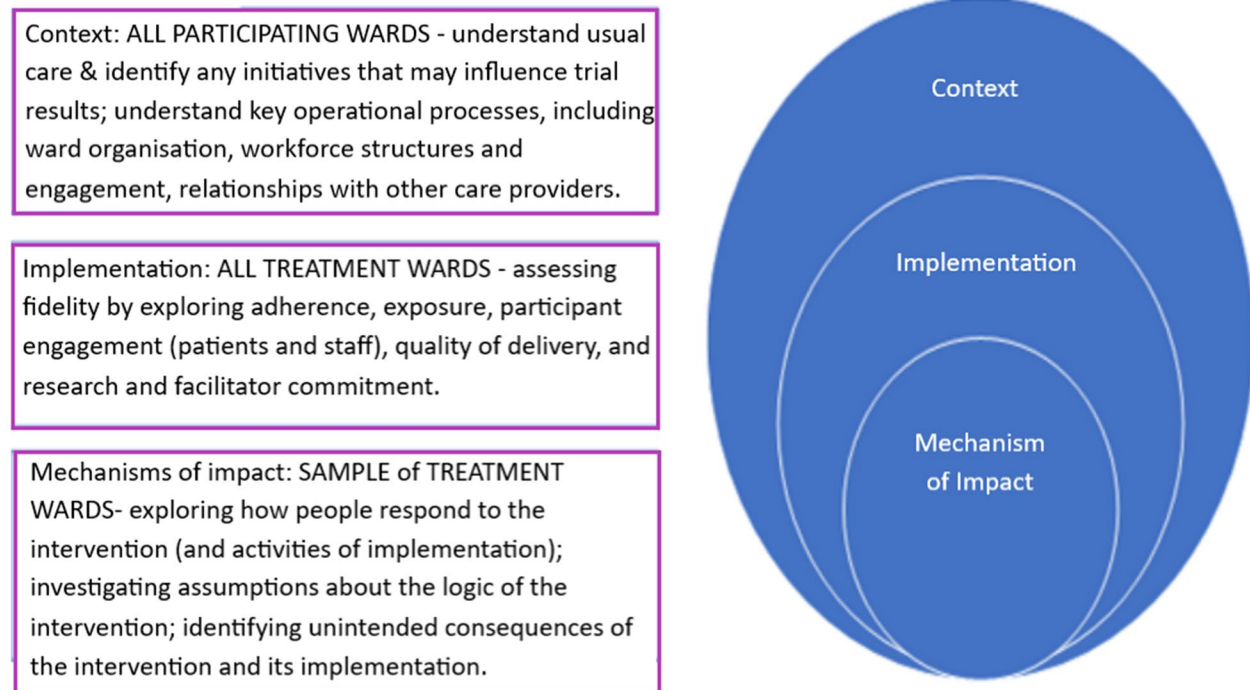 Context: ALL PARTICIPATING WARDS - understand usual
care & identify any initiatives that may influence trial
results; understand key operational processes, including
ward organisation, workforce structures and
engagement, relationships with other care providers.
Implementation: ALL TREATMENT WARDS - assessing
fidelity by exploring adherence, exposure, participant
engagement (patients and staff), quality of delivery, and
research and facilitator commitment.
Mechanisms of impact: SAMPLE of TREATMENT
WARDS- exploring how people respond to the
intervention (and activities of implementation);
investigating assumptions about the logic of the
intervention; identifying unintended consequences of
the intervention and its implementation.
Context
Implementation
Mechanism
of Impact